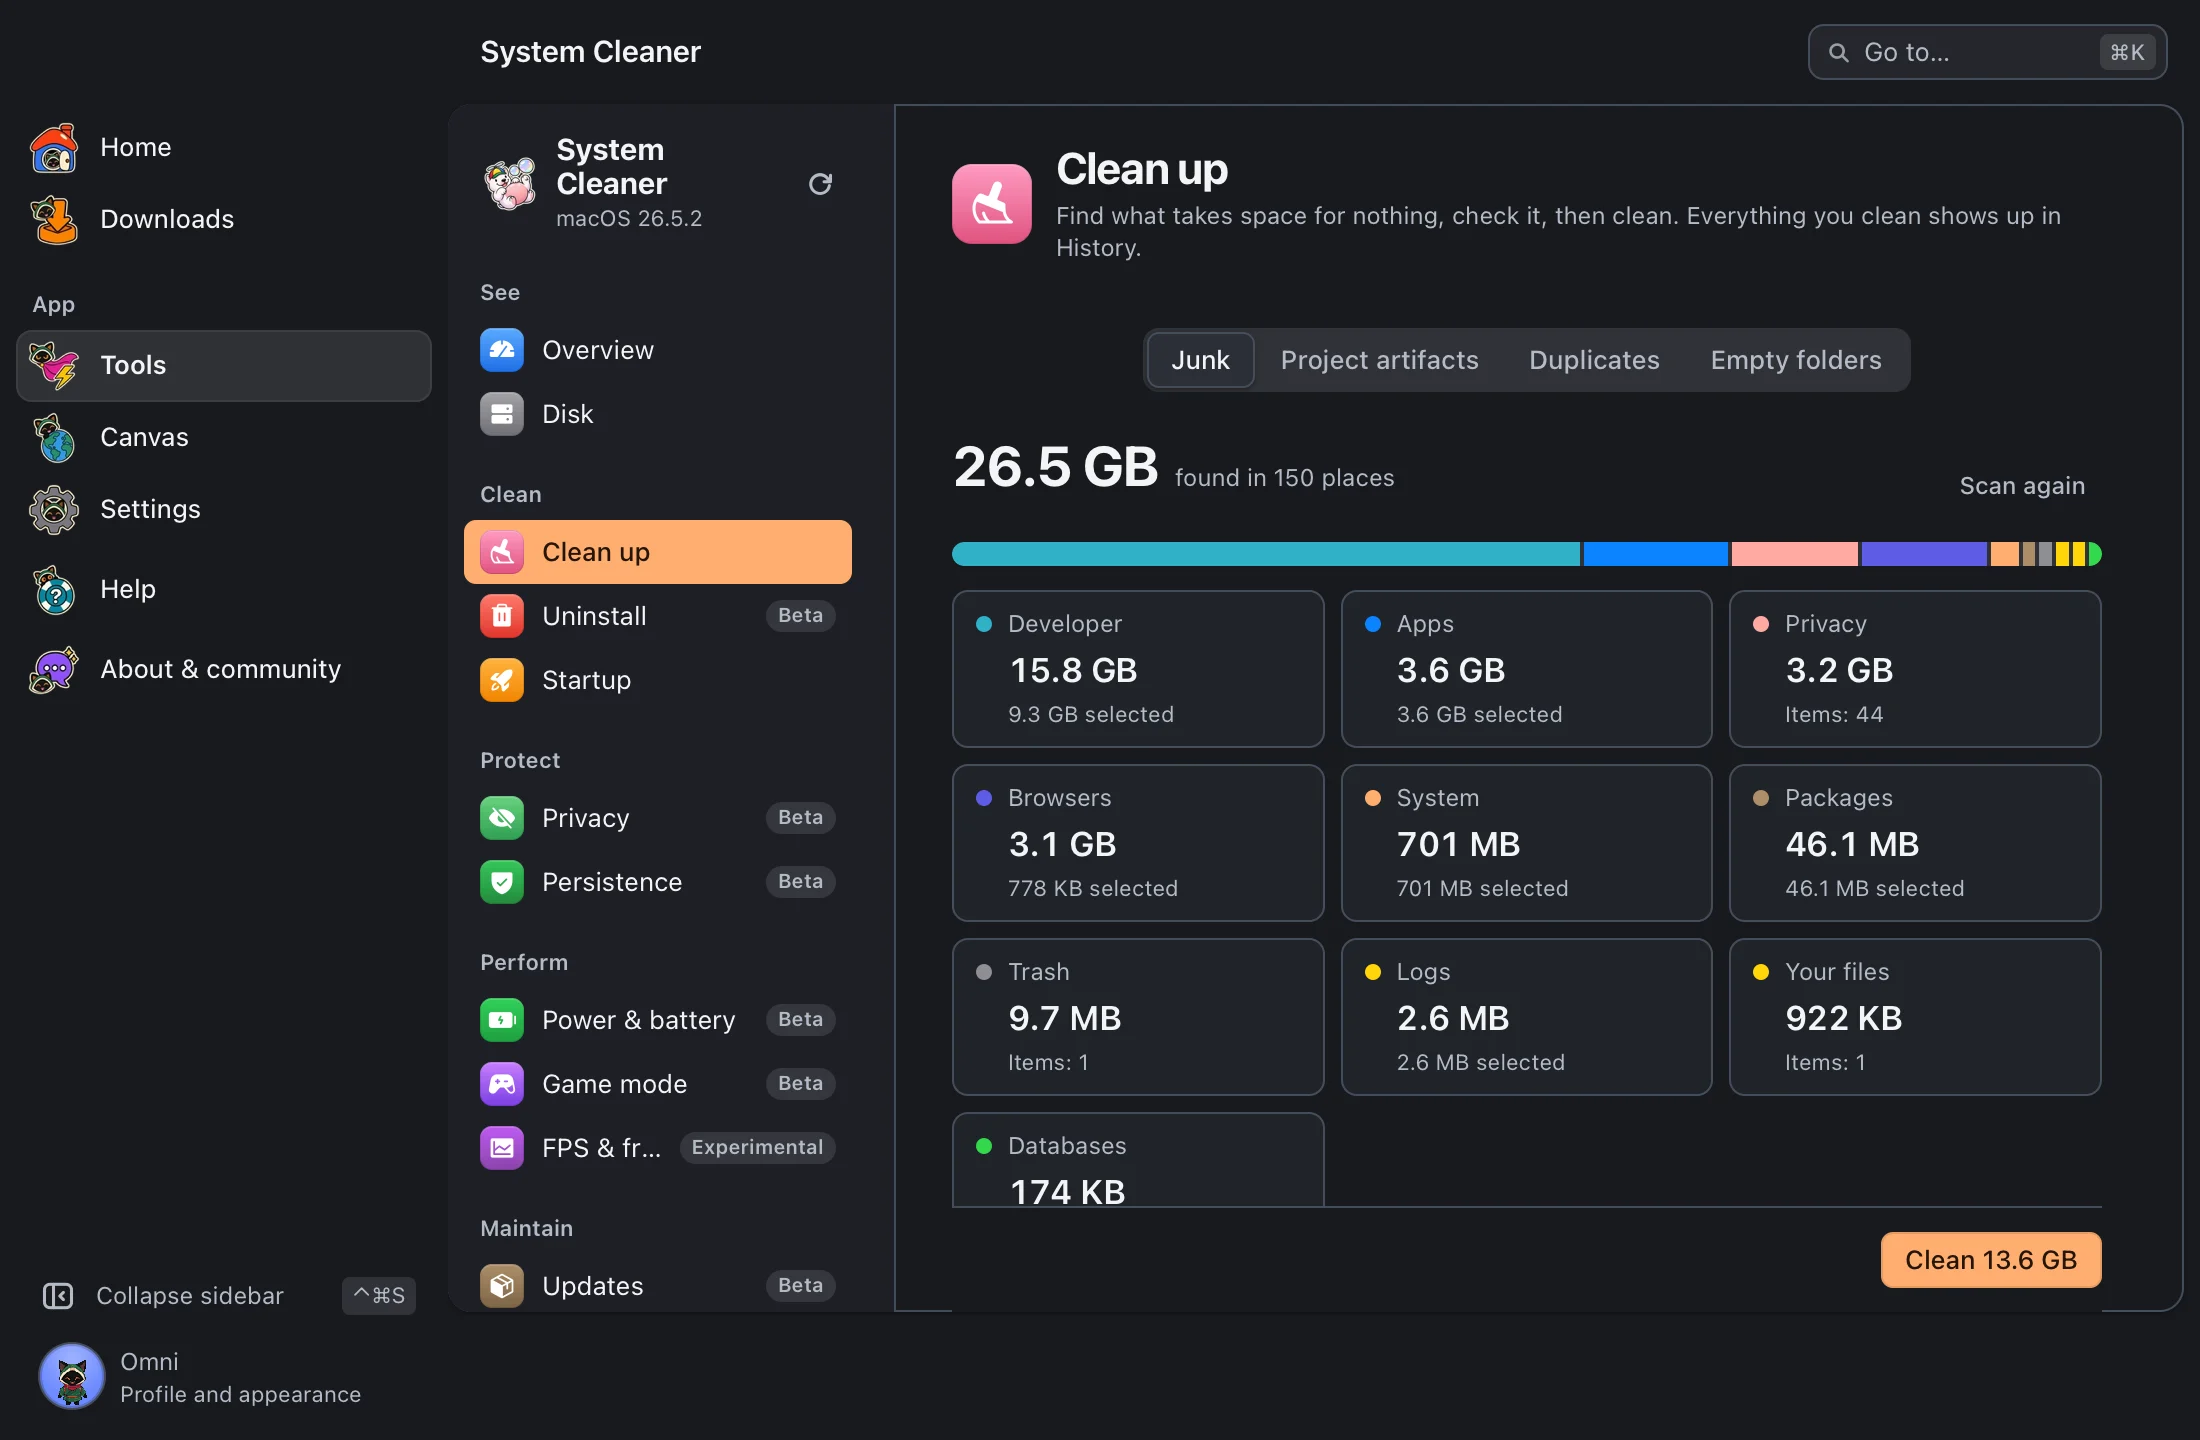 System Cleaner
Go to...
⌘K
Home
Downloads
App
Tools
Canvas
Settings
Help
About & community
Collapse sidebar
^⌘S
Omni
Profile and appearance
System
Cleaner
macOS 26.5.2
See
Overview
Disk
Clean
Clean up
Uninstall
Beta
Startup
Protect
Privacy
Beta
Persistence
Beta
Perform
Power & battery
Beta
Game mode
Beta
FPS & fr...
Experimental
Maintain
Updates
Beta
Clean up
Find what takes space for nothing, check it, then clean. Everything you clean shows up in
History.
Junk
Project artifacts
Duplicates
Empty folders
26.5 GB found in 150 places
Scan again
Developer
15.8 GB
9.3 GB selected
Apps
3.6 GB
3.6 GB selected
Privacy
3.2 GB
Items: 44
Browsers
3.1 GB
778 KB selected
System
701 MB
701 MB selected
Packages
46.1 MB
46.1 MB selected
Trash
9.7 MB
Items: 1
Logs
2.6 MB
2.6 MB selected
Your files
922 KB
Items: 1
Databases
174 KB
Clean 13.6 GB